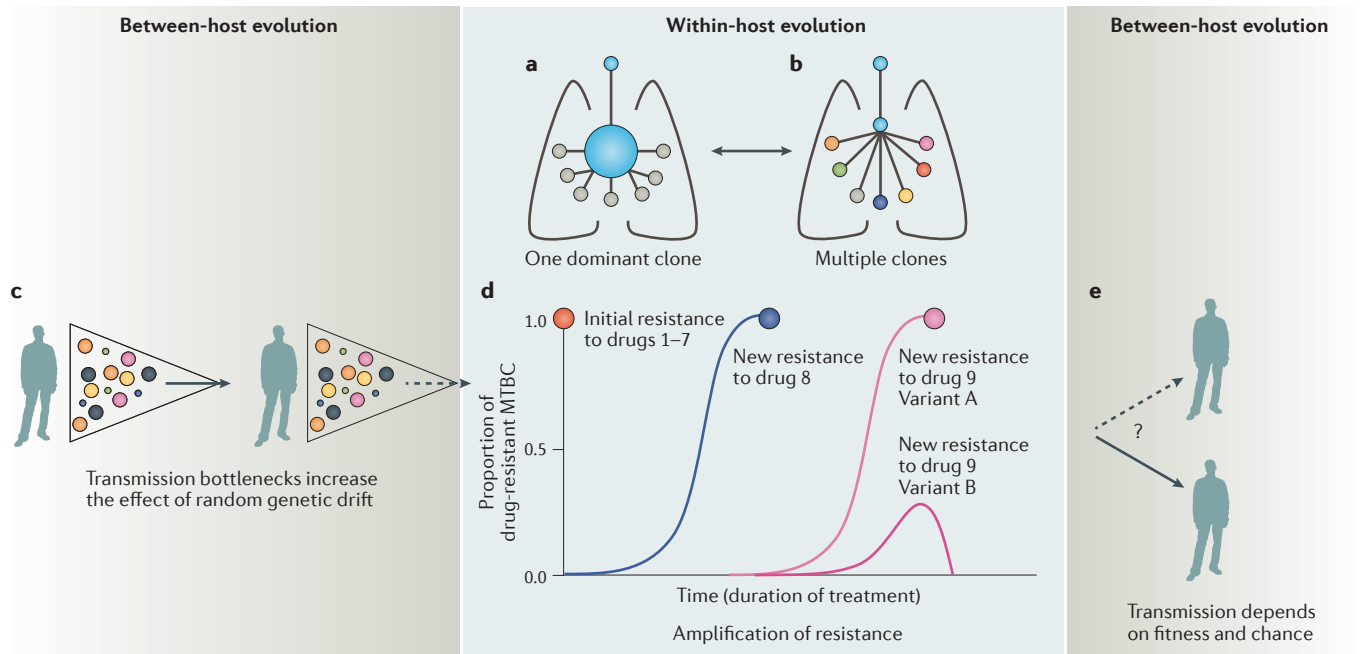 Between-host evolution
Within-host evolution
Between-host evolution
a
b
One dominant clone
Multiple clones
c
Transmission bottlenecks increase
the effect of random genetic drift
d
Proportion of
drug-resistant MTBC
1.0
0.5
0.0
Initial resistance
to drugs 1–7
New resistance
to drug 8
New resistance
to drug 9
Variant A
New resistance
to drug 9
Variant B
Time (duration of treatment)
Amplification of resistance
e
?
Transmission depends
on fitness and chance